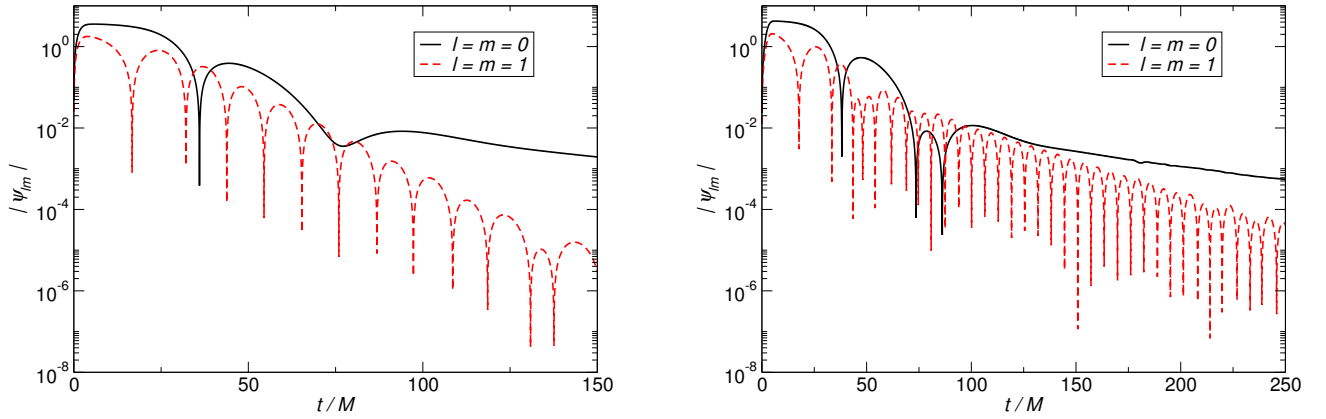 l = m = 0
l = m = 1
10^0
10^-2
10^-4
10^-6
10^-8
| Ψ_lm |
0
50
100
150
t / M
l = m = 0
l = m = 1
10^0
10^-2
10^-4
10^-6
10^-8
| Ψ_lm |
0
50
100
150
200
250
t / M